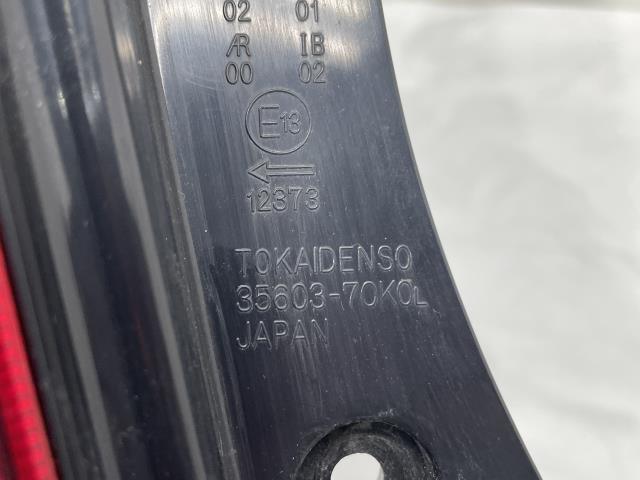 02 01
AR IB
00 02
E13
←
12373
TOKAIDENSO
35603-70K0L
JAPAN